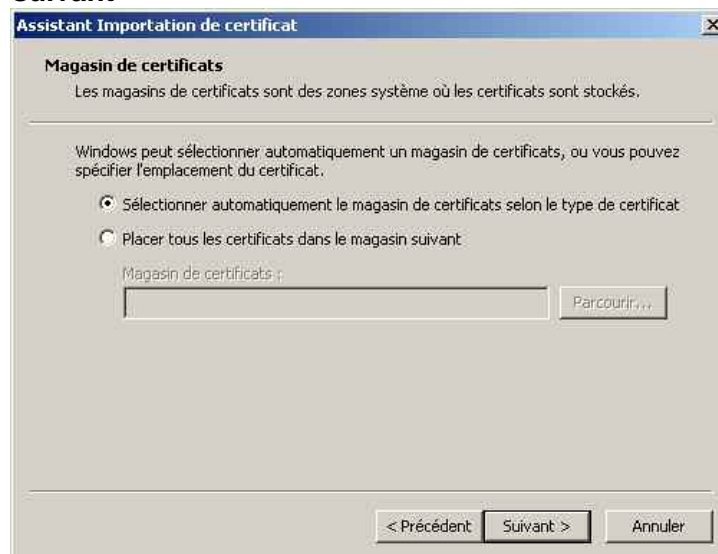 Assistant Importation de certificat
Magasin de certificats
Les magasins de certificats sont des zones système où les certificats sont stockés.
Windows peut sélectionner automatiquement un magasin de certificats, ou vous pouvez
spécifier l'emplacement du certificat.
Sélectionner automatiquement le magasin de certificats selon le type de certificat
Placer tous les certificats dans le magasin suivant
Magasin de certificats :
Parcourir...
< Précédent Suivant > Annuler